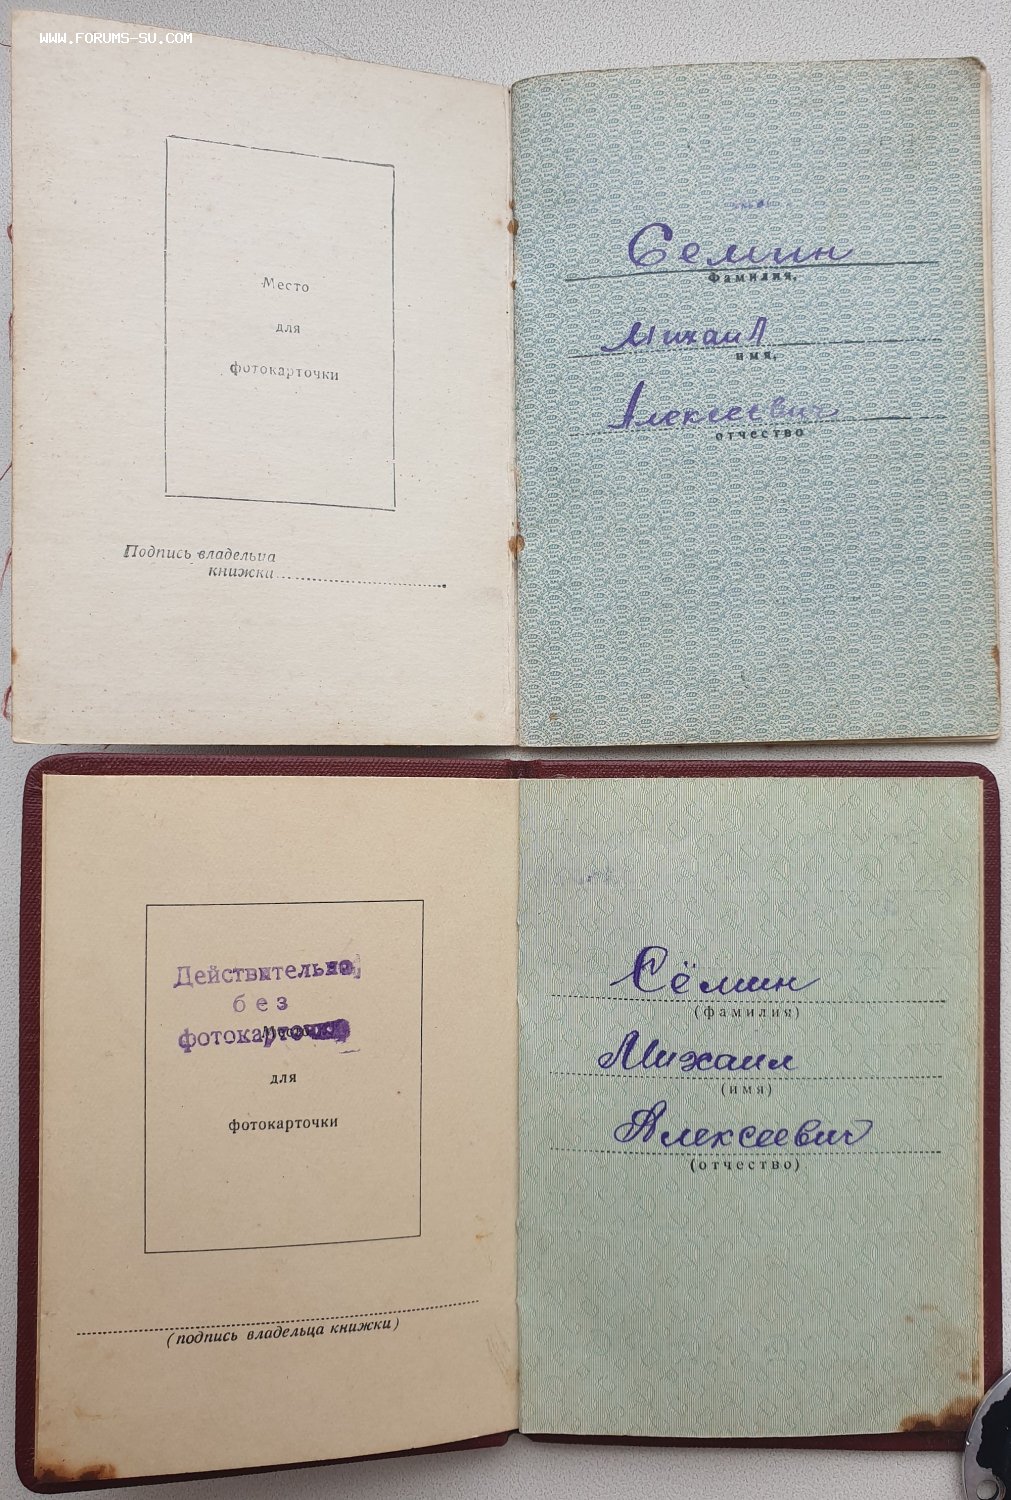 WWW.FORUMS-SU.COM
Место
для
фотокарточки
Подпись владельца
книжки
Семин
Фамилия,
Михаил
имя,
Алексеевич
отчество
Действительно
без
фотокарточки
Место
для
фотокарточки
(подпись владельца книжки)
Сёмин
(фамилия)
Михаил
(имя)
Алексеевич
(отчество)